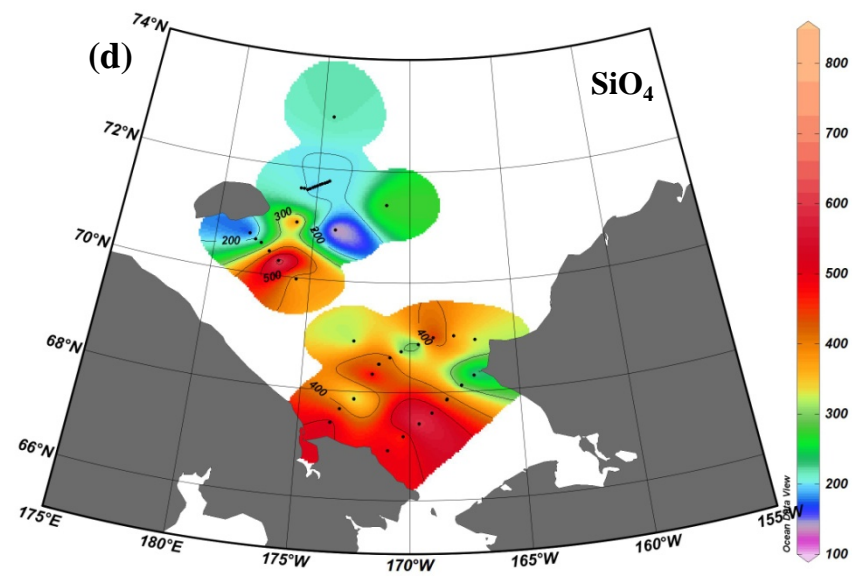 (d)
SiO₄
74°N
72°N
70°N
68°N
66°N
175°E
180°E
175°W
170°W
165°W
160°W
155°W
300
200
200
500
400
400
800
700
600
500
400
300
200
100
Ocean Data View